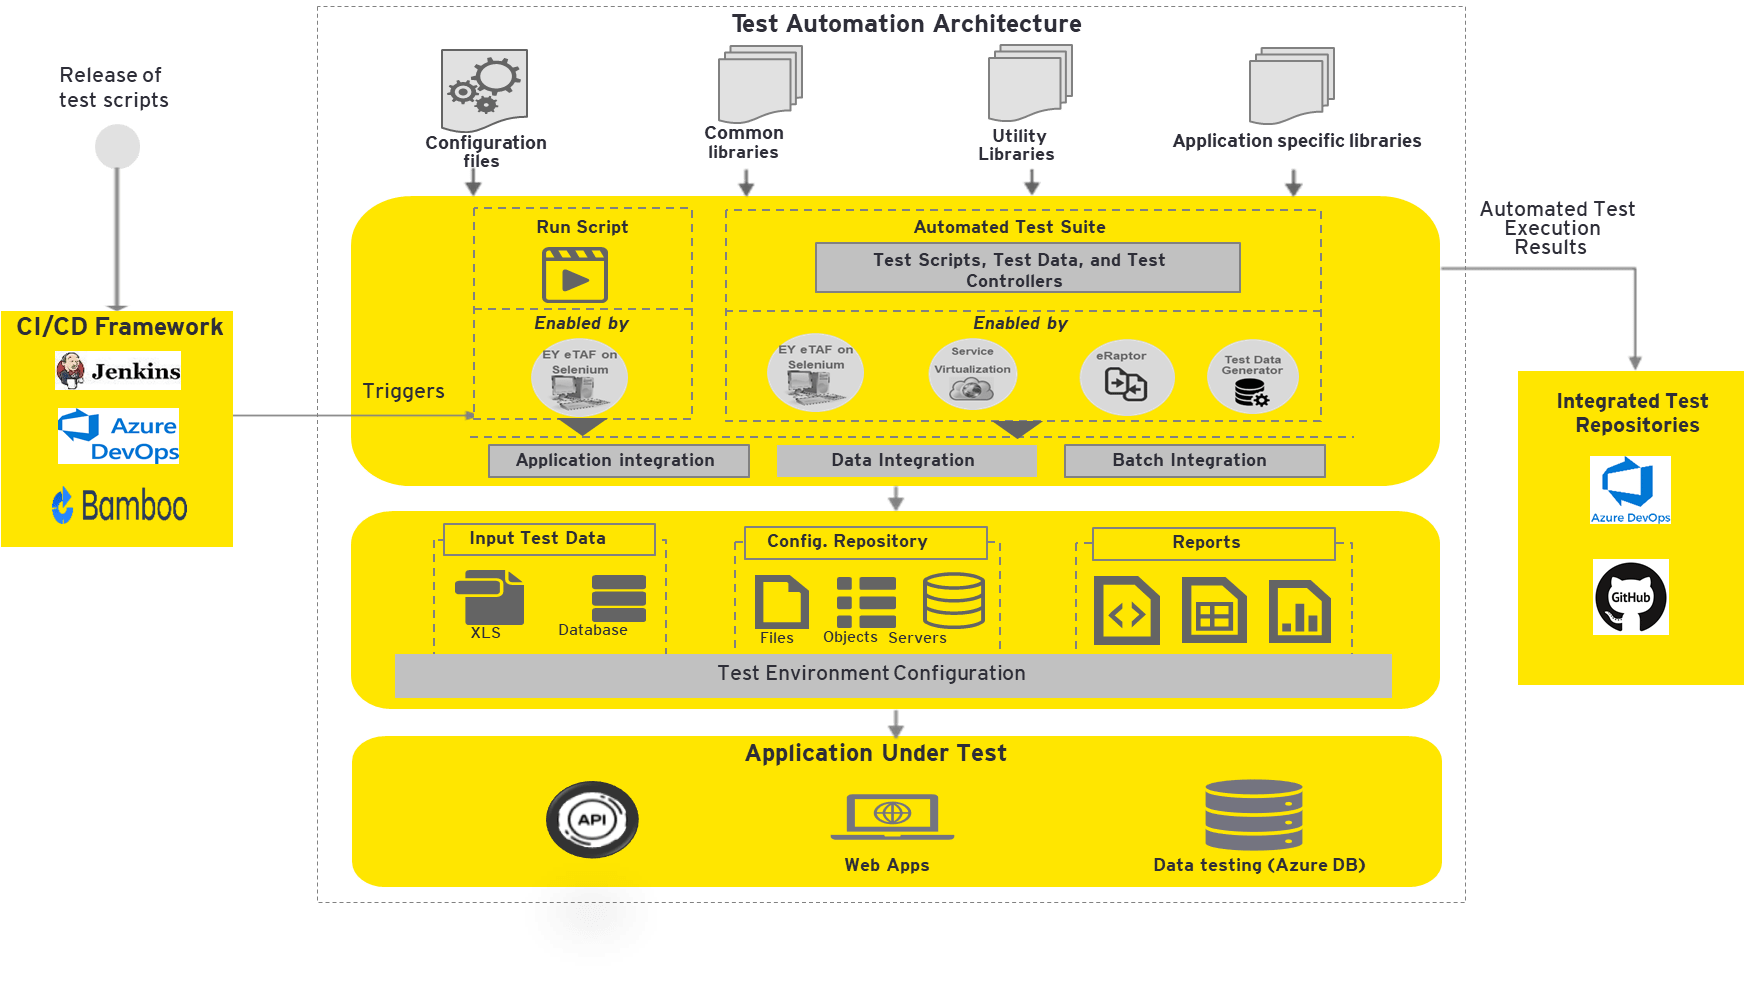 Test Automation Architecture
Release of
test scripts
Configuration
files
Common
libraries
Utility
Libraries
Application specific libraries
CI/CD Framework
Jenkins
Azure
DevOps
Bamboo
Triggers
Run Script
Enabled by
EY eTAF on
Selenium
Automated Test Suite
Test Scripts, Test Data, and Test
Controllers
Enabled by
EY eTAF on
Selenium
Service
Virtualization
eRaptor
Test Data
Generator
Application integration
Data Integration
Batch Integration
Automated Test
Execution
Results
Integrated Test
Repositories
Azure DevOps
GitHub
Input Test Data
XLS
Database
Config. Repository
Files
Objects
Servers
Reports
Test Environment Configuration
Application Under Test
API
Web Apps
Data testing (Azure DB)